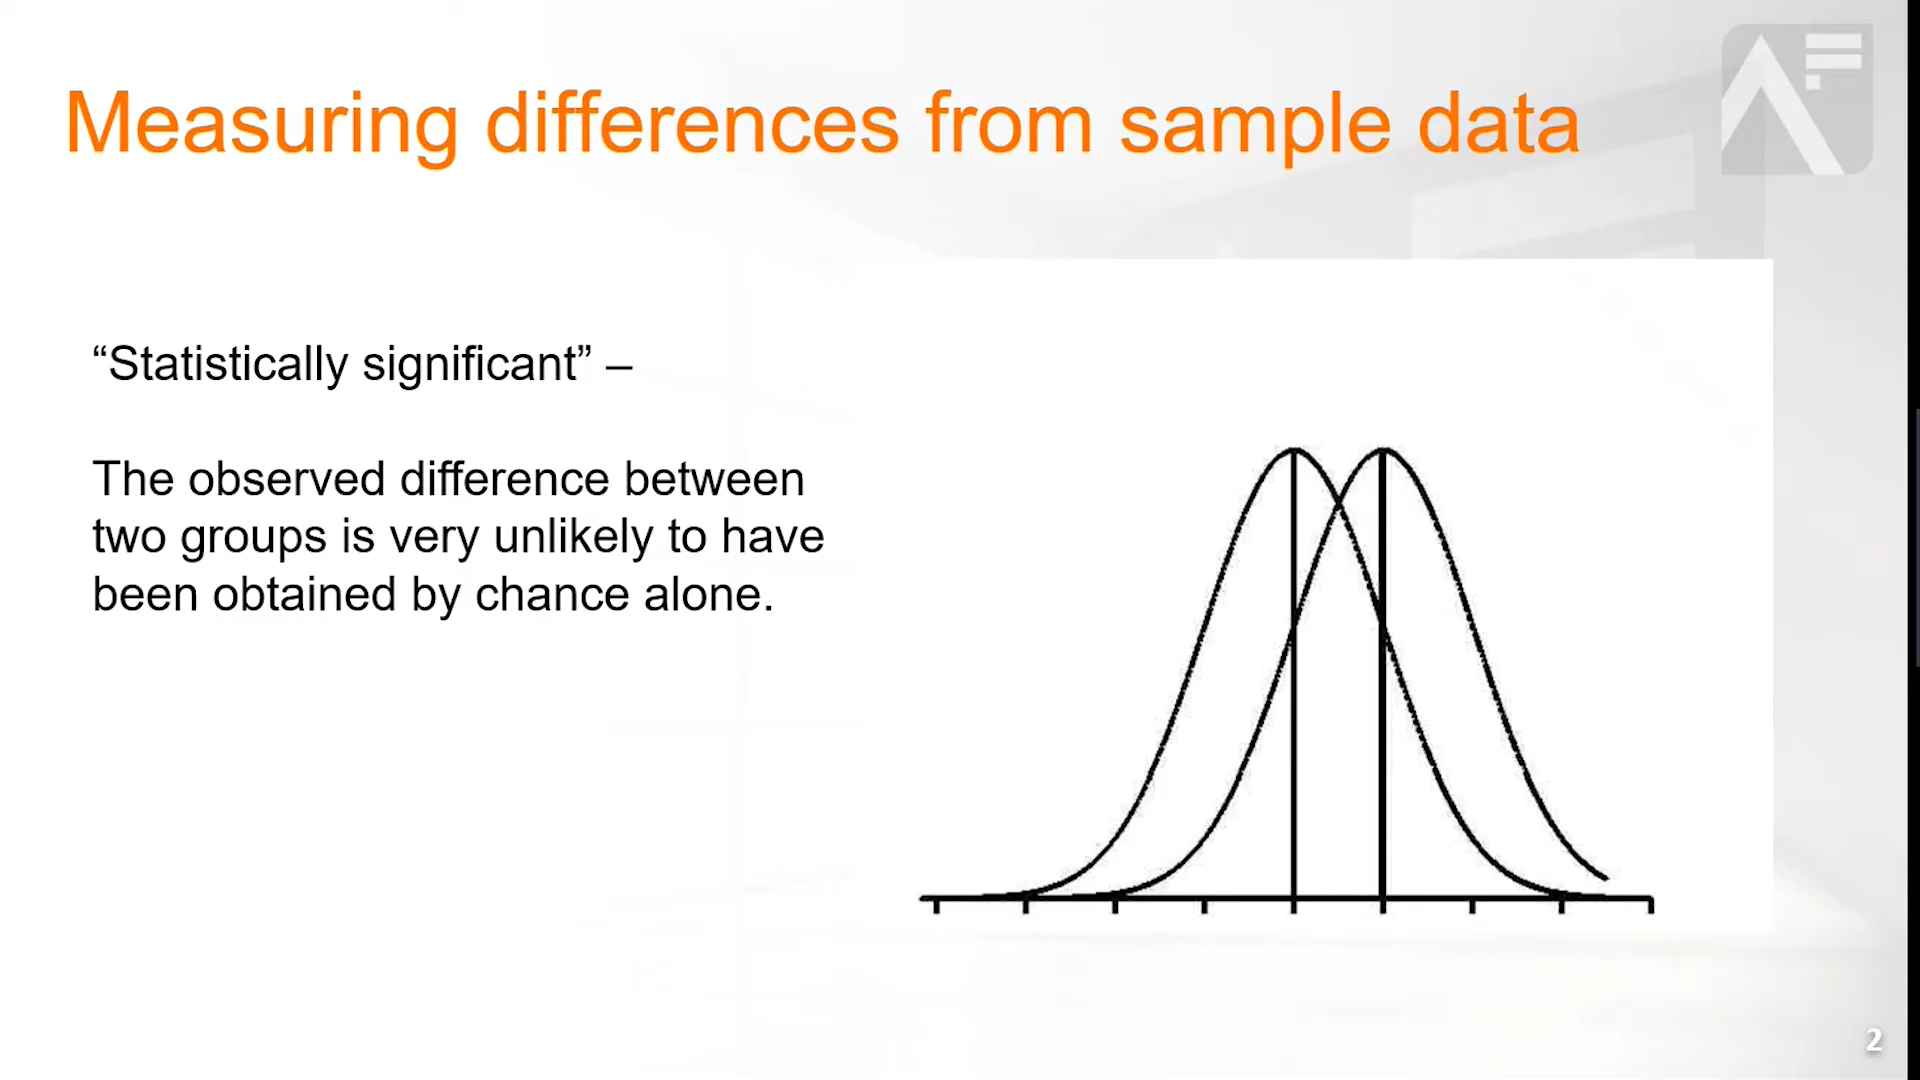 Measuring differences from sample data
“Statistically significant” –
The observed difference between
two groups is very unlikely to have
been obtained by chance alone.
2